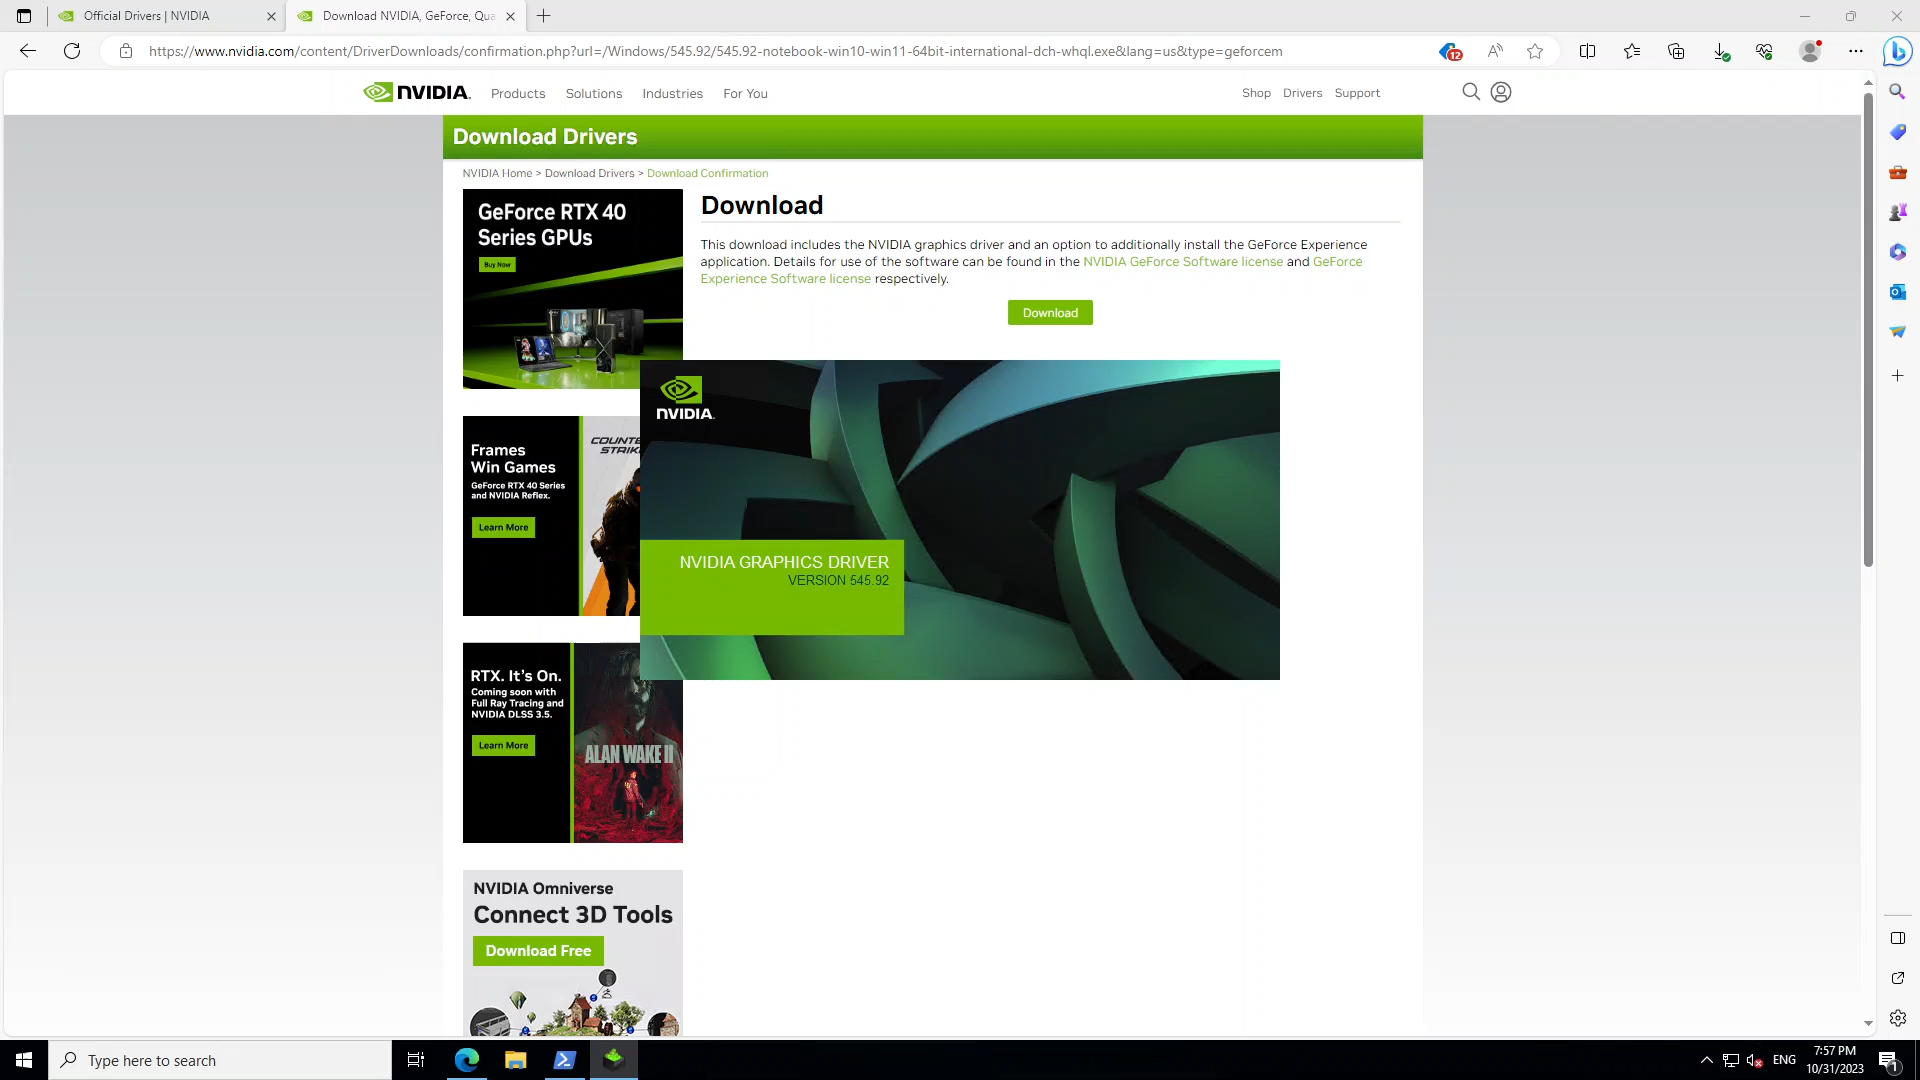 Official Drivers | NVIDIA
Download NVIDIA, GeForce, Qua
https://www.nvidia.com/content/DriverDownloads/confirmation.php?url=/Windows/545.92/545.92-notebook-win10-win11-64bit-international-dch-whql.exe&lang=us&type=geforcem
12
NVIDIA.
Products
Solutions
Industries
For You
Shop
Drivers
Support
Download Drivers
NVIDIA Home > Download Drivers > Download Confirmation
GeForce RTX 40
Series GPUs
Buy Now
Download
This download includes the NVIDIA graphics driver and an option to additionally install the GeForce Experience
application. Details for use of the software can be found in the NVIDIA GeForce Software license and GeForce
Experience Software license respectively.
Download
NVIDIA.
NVIDIA GRAPHICS DRIVER
VERSION 545.92
Frames
Win Games
GeForce RTX 40 Series
and NVIDIA Reflex.
Learn More
COUNTE
STRIK
RTX. It's On.
Coming soon with
Full Ray Tracing and
NVIDIA DLSS 3.5.
Learn More
ALAN WAKE II
NVIDIA Omniverse
Connect 3D Tools
Download Free
Type here to search
ENG
7:57 PM
10/31/2023
1